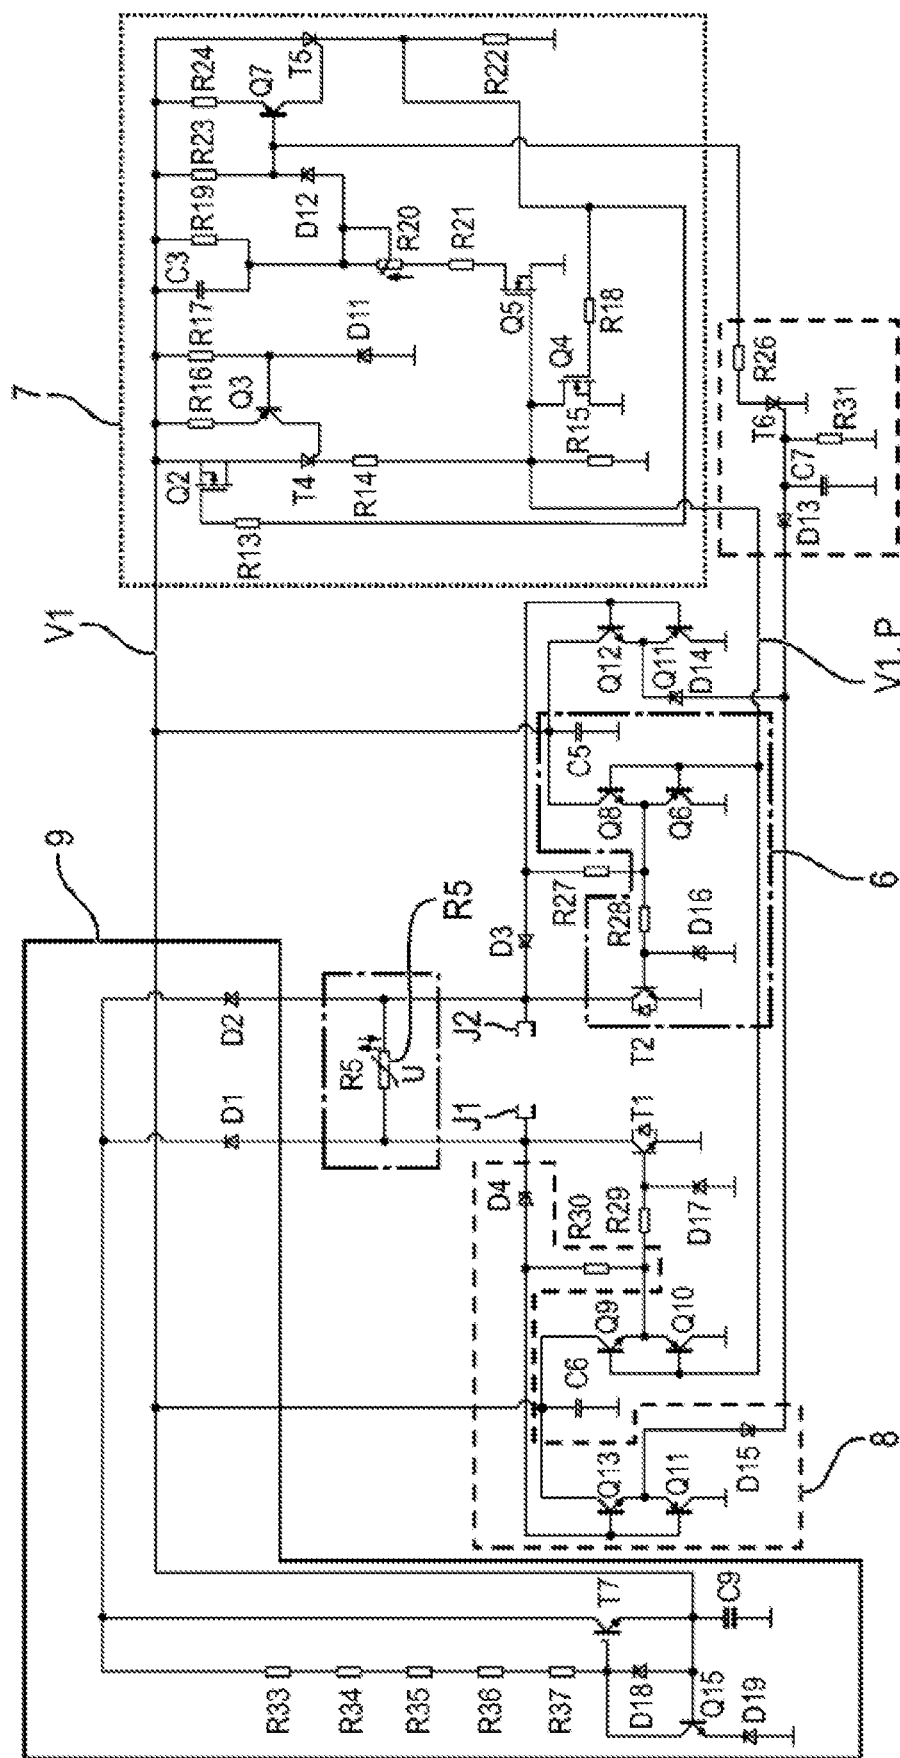 7
V1
9
R24
R23
R19
C3
R17
R16
Q7
T5
R22
D12
R20
R21
Q5
R18
D11
Q3
Q4
R15
Q2
T4
R14
R13
R26
T6
R31
C7
D13
V1, P
Q12
Q11
D14
C5
Q8
Q6
6
R27
R28
D16
D3
J2
T2
D2
R5
R5
U
D1
J1
T1
D4
R30
R29
D17
Q9
Q10
C6
Q13
Q11
D15
8
T7
C9
R33
R34
R35
R36
R37
D18
Q15
D19